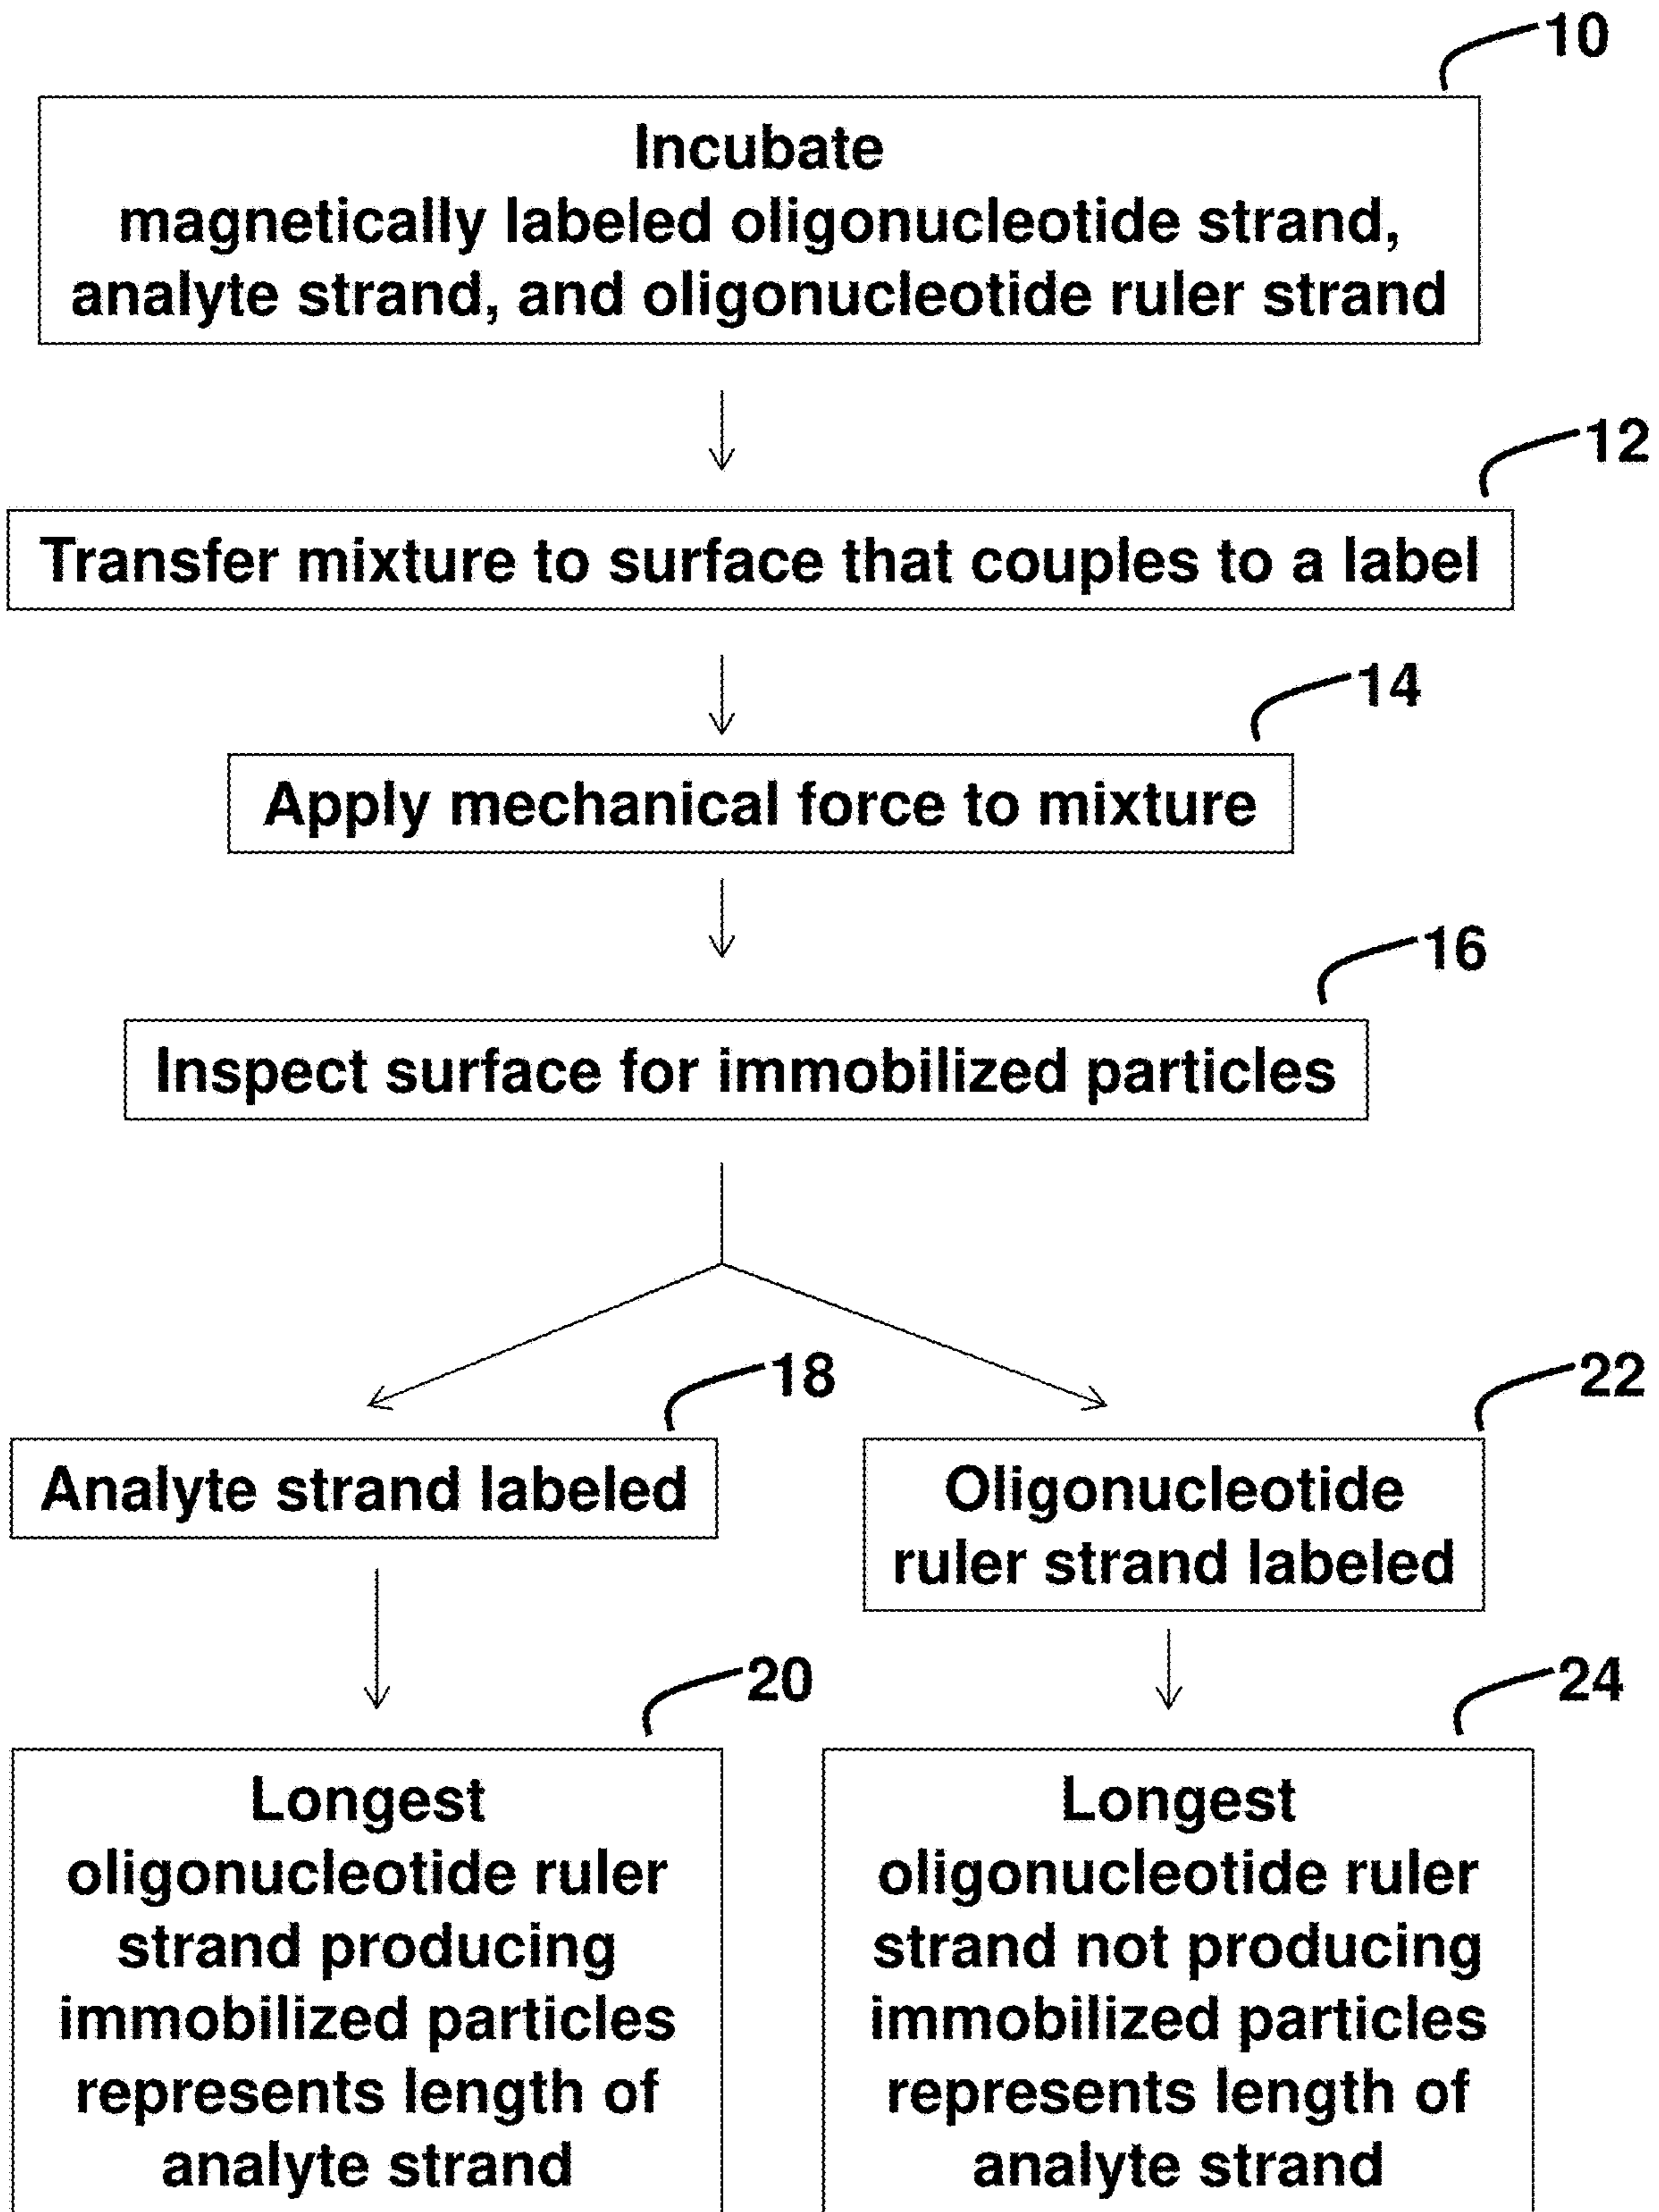 10
Incubate
magnetically labeled oligonucleotide strand,
analyte strand, and oligonucleotide ruler strand
12
Transfer mixture to surface that couples to a label
14
Apply mechanical force to mixture
16
Inspect surface for immobilized particles
18
Analyte strand labeled
22
Oligonucleotide
ruler strand labeled
20
Longest
oligonucleotide ruler
strand producing
immobilized particles
represents length of
analyte strand
24
Longest
oligonucleotide ruler
strand not producing
immobilized particles
represents length of
analyte strand